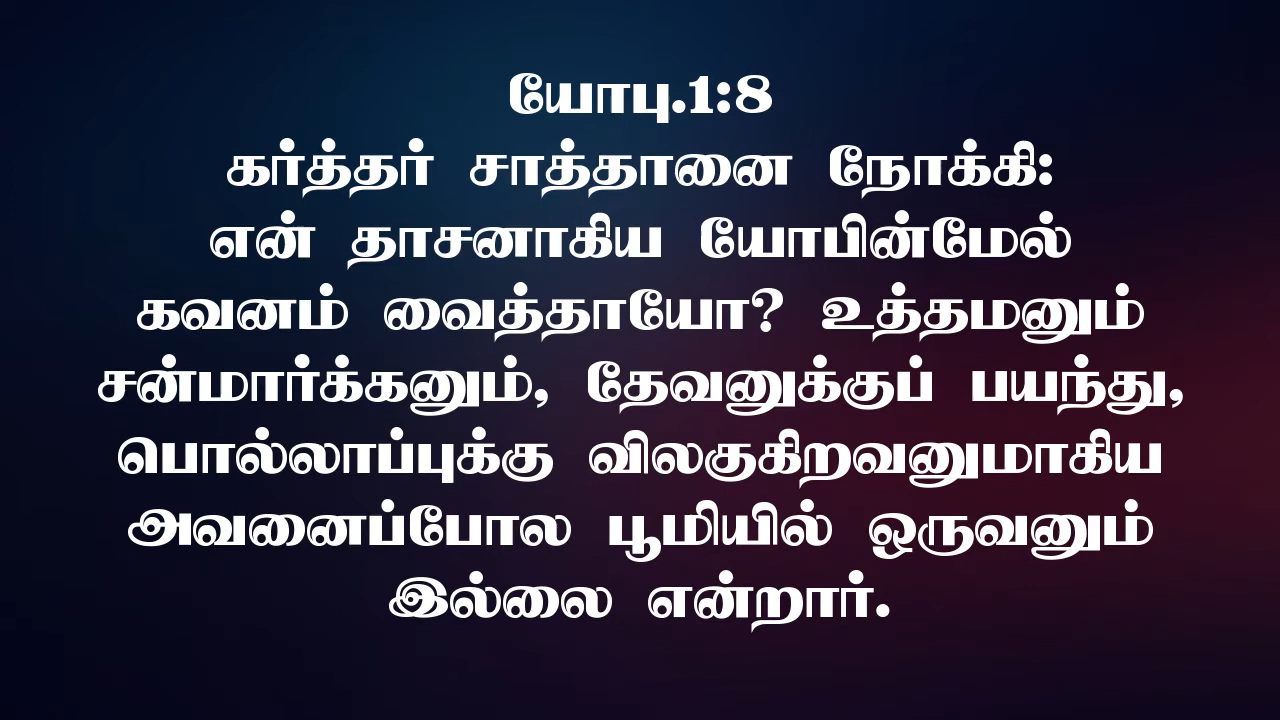 யோபு.1:8
கர்த்தர் சாத்தானை நோக்கி:
என் தாசனாகிய யோபின்மேல்
கவனம் வைத்தாயோ? உத்தமனும்
சன்மார்க்கனும், தேவனுக்குப் பயந்து,
பொல்லாப்புக்கு விலகுகிறவனுமாகிய
அவனைப்போல பூமியில் ஒருவனும்
இல்லை என்றார்.